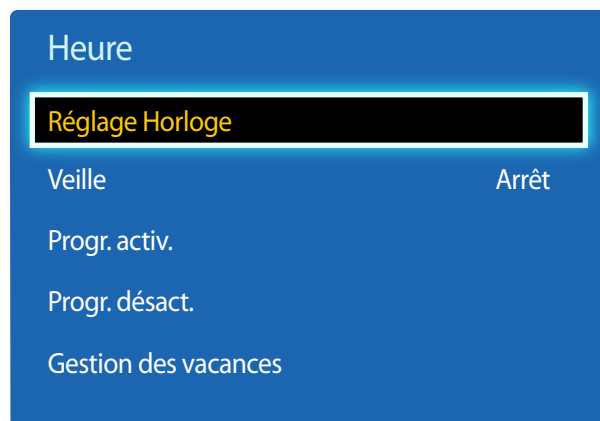 Heure
Réglage Horloge
Veille Arrêt
Progr. activ.
Progr. désact.
Gestion des vacances